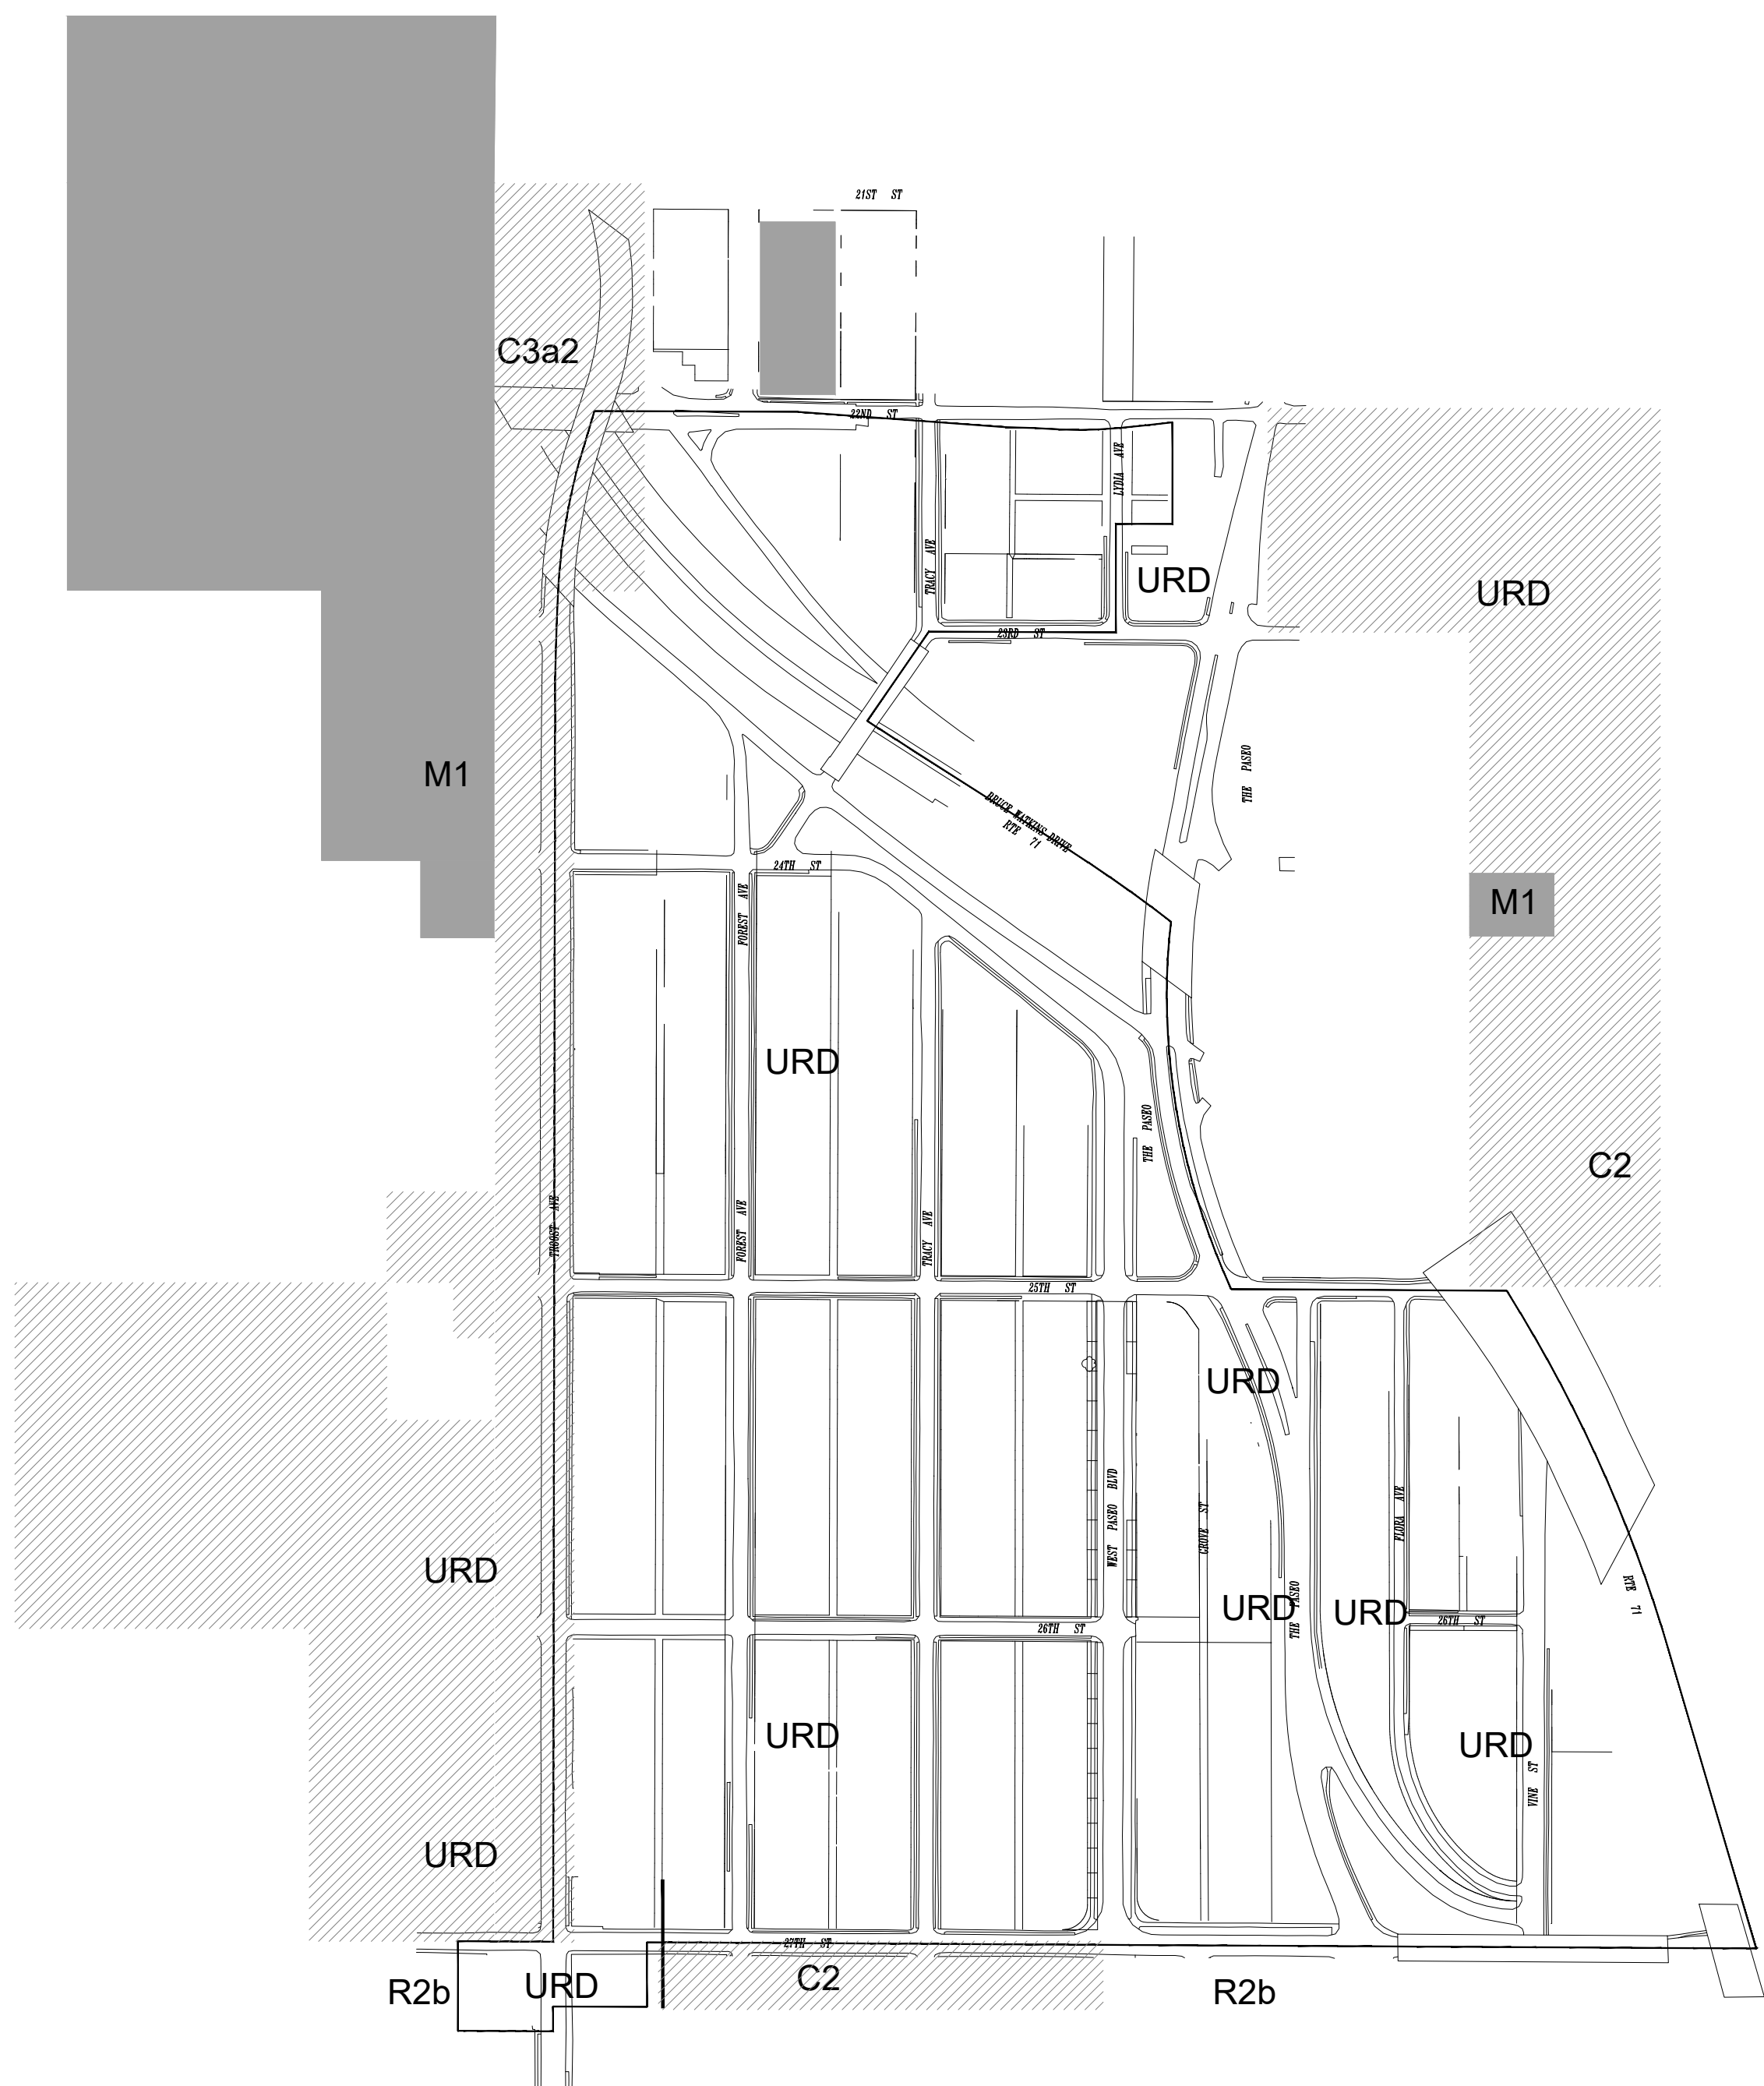 21ST ST
C3a2
22ND ST
LYDIA AVE
TRACY AVE
URD
URD
23RD ST
M1
THE PASEO
BRUCE WATKINS DRIVE
RTE 71
24TH ST
FOREST AVE
M1
URD
THE PASEO
C2
TROOST AVE
FOREST AVE
TRACY AVE
25TH ST
URD
WEST PASEO BLVD
GROVE ST
FLORA AVE
URD
THE PASEO
URD
URD
RTE 71
26TH ST
26TH ST
URD
URD
VINE ST
URD
27TH ST
R2b
URD
C2
R2b